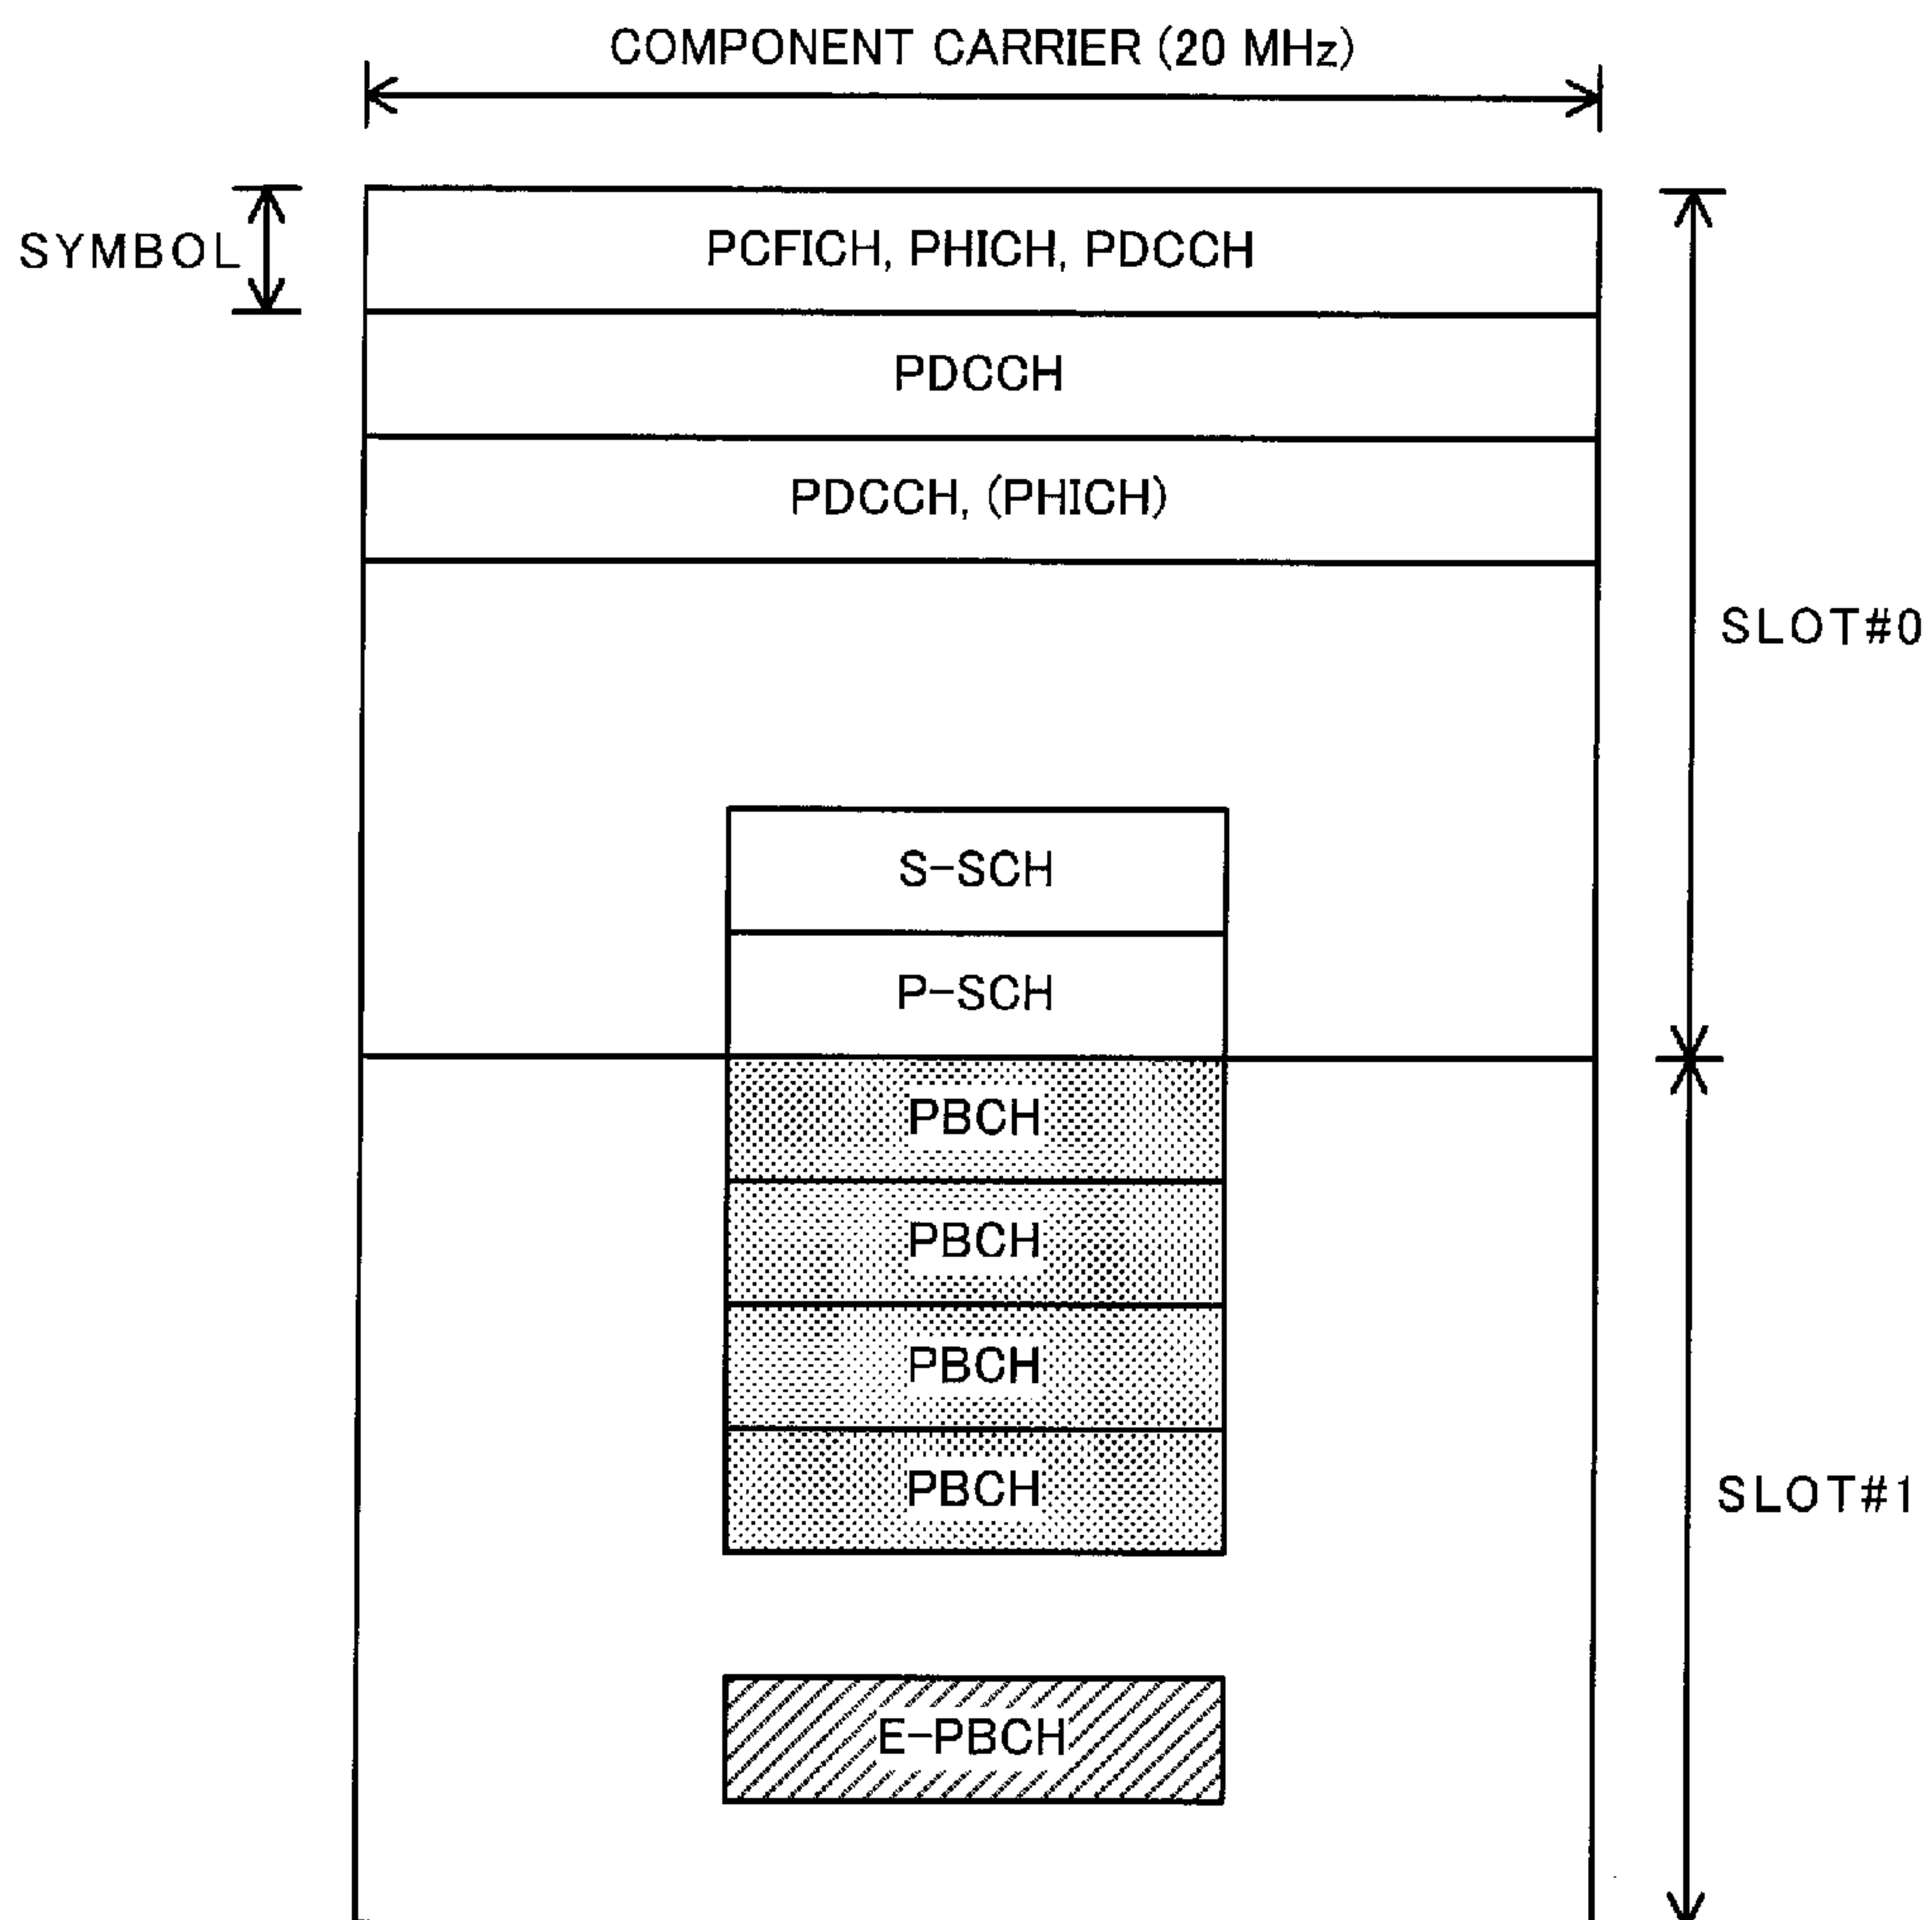 COMPONENT CARRIER (20 MHz)
SYMBOL
PCFICH, PHICH, PDCCH
PDCCH
PDCCH, (PHICH)
SLOT#0
S-SCH
P-SCH
PBCH
PBCH
PBCH
PBCH
SLOT#1
E-PBCH